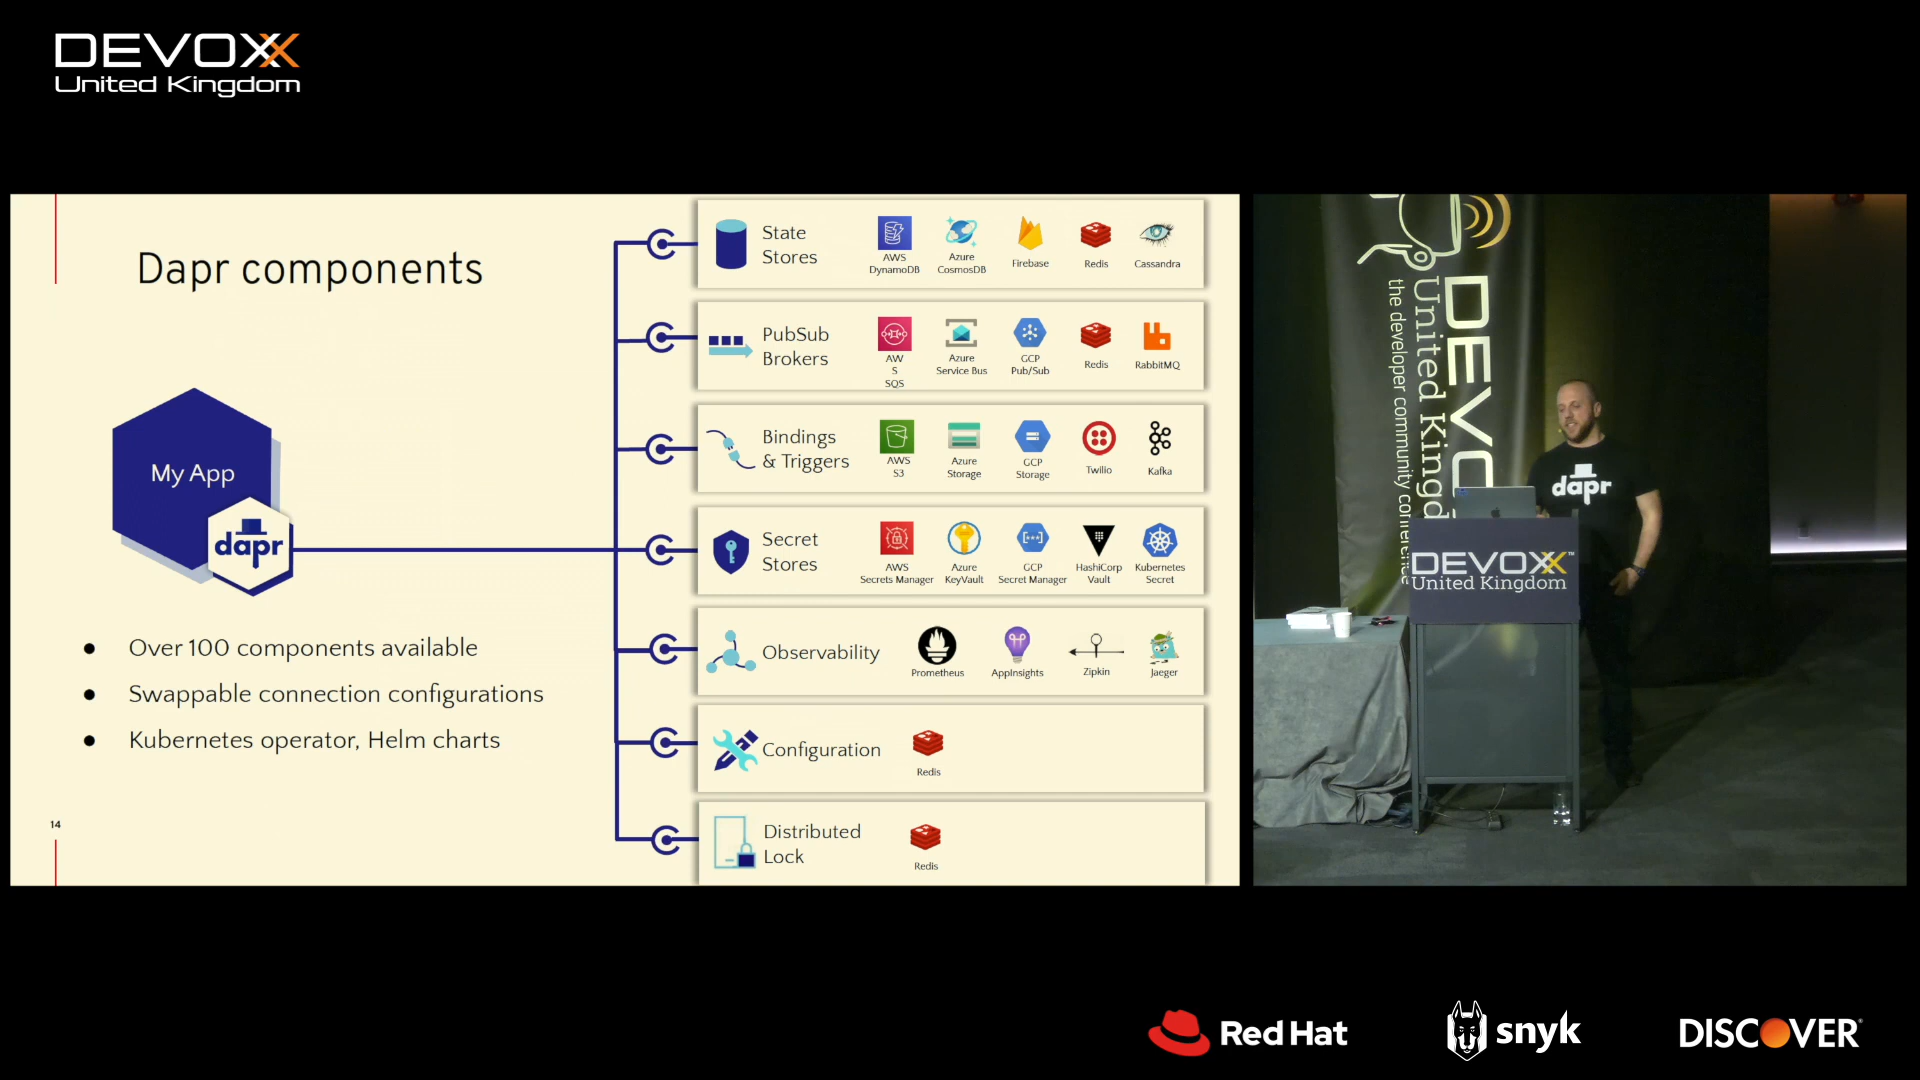 DEVOXX
United Kingdom
Dapr components
My App
dapr
Over 100 components available
Swappable connection configurations
Kubernetes operator, Helm charts
14
State
Stores
AWS
DynamoDB
Azure
CosmosDB
Firebase
Redis
Cassandra
PubSub
Brokers
AW
S
SQS
Azure
Service Bus
GCP
Pub/Sub
Redis
RabbitMQ
Bindings
& Triggers
AWS
S3
Azure
Storage
GCP
Storage
Twilio
Kafka
Secret
Stores
AWS
Secrets Manager
Azure
KeyVault
GCP
Secret Manager
HashiCorp
Vault
Kubernetes
Secret
Observability
Prometheus
AppInsights
Zipkin
Jaeger
Configuration
Redis
Distributed
Lock
Redis
DEVO
United Kingd
the developer community conference
dapr
DEVOXX™
United Kingdom
Red Hat
snyk
DISCOVER